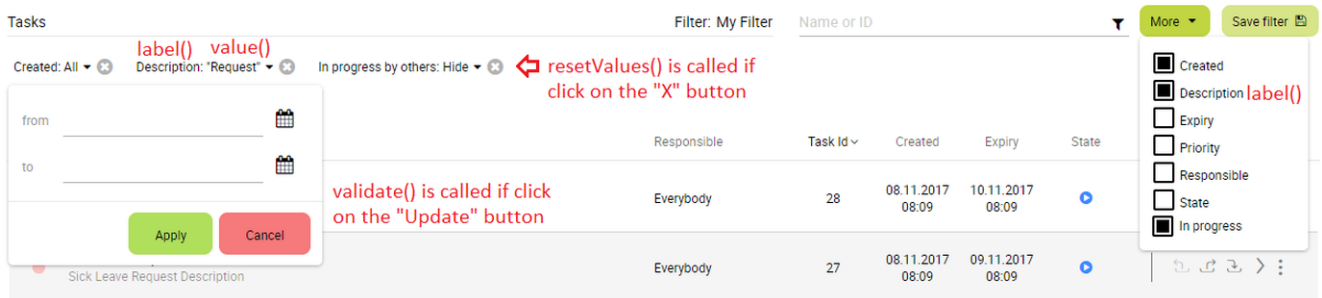 Tasks
Filter: My Filter
Name or ID
More
Save filter
label() value()
Created: All
Description: "Request"
In progress by others: Hide
resetValues() is called if
click on the "X" button
Created
Description label()
Expiry
Priority
Responsible
State
In progress
from
to
Apply
Cancel
validate() is called if click
on the "Update" button
Responsible
Task Id
Created
Expiry
State
Everybody
28
08.11.2017
08:09
10.11.2017
08:09
Sick Leave Request Description
Everybody
27
08.11.2017
08:09
09.11.2017
08:09